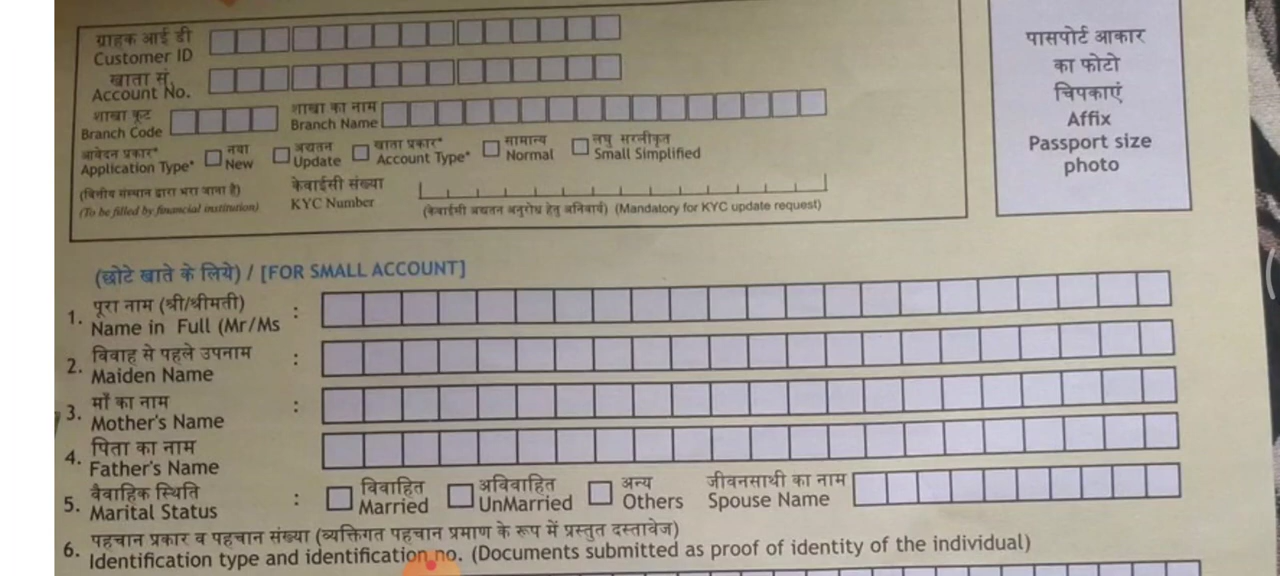 ग्राहक आई डी
Customer ID
खाता सं.
Account No.
शाखा कूट
Branch Code
शाखा का नाम
Branch Name
आवेदन प्रकार*
Application Type*
नया
New
अद्यतन
Update
खाता प्रकार*
Account Type*
सामान्य
Normal
लघु सरलीकृत
Small Simplified
(वित्तीय संस्थान द्वारा भरा जाना है)
(To be filled by financial institution)
केवाईसी संख्या
KYC Number
(केवाईसी अद्यतन अनुरोध हेतु अनिवार्य) (Mandatory for KYC update request)
पासपोर्ट आकार
का फोटो
चिपकाएं
Affix
Passport size
photo
(छोटे खाते के लिये) / [FOR SMALL ACCOUNT]
1. पूरा नाम (श्री/श्रीमती) :
Name in Full (Mr/Ms
2. विवाह से पहले उपनाम :
Maiden Name
3. माँ का नाम :
Mother's Name
4. पिता का नाम
Father's Name
5. वैवाहिक स्थिति :
Marital Status
विवाहित
Married
अविवाहित
UnMarried
अन्य
Others
जीवनसाथी का नाम
Spouse Name
6. पहचान प्रकार व पहचान संख्या (व्यक्तिगत पहचान प्रमाण के रूप में प्रस्तुत दस्तावेज)
Identification type and identification no. (Documents submitted as proof of identity of the individual)